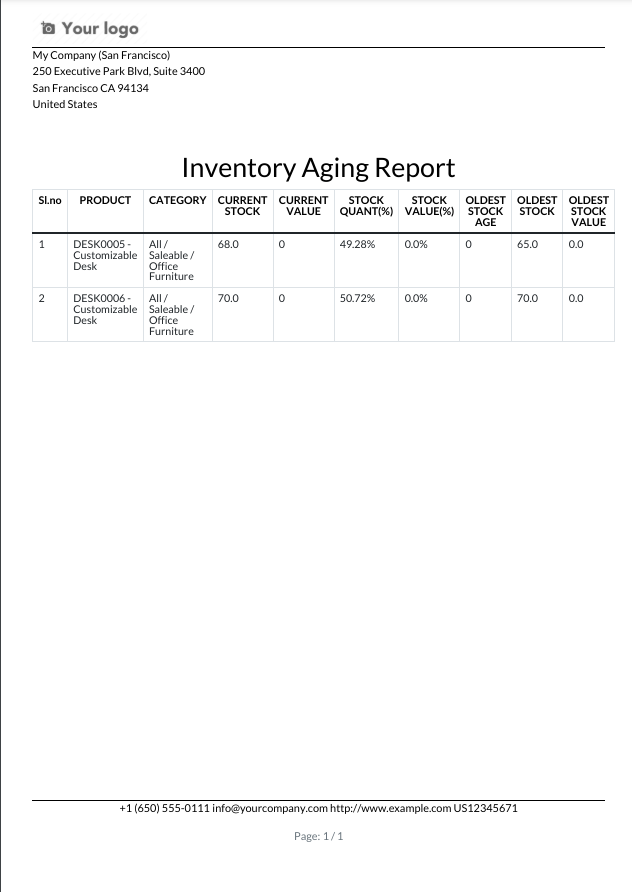 Your logo
My Company (San Francisco)
250 Executive Park Blvd, Suite 3400
San Francisco CA 94134
United States
Inventory Aging Report
Sl.no PRODUCT CATEGORY CURRENT STOCK CURRENT VALUE STOCK QUANT(%) STOCK VALUE(%) OLDEST STOCK AGE OLDEST STOCK OLDEST STOCK VALUE
1 DESK0005 - Customizable Desk All / Saleable / Office Furniture 68.0 0 49.28% 0.0% 0 65.0 0.0
2 DESK0006 - Customizable Desk All / Saleable / Office Furniture 70.0 0 50.72% 0.0% 0 70.0 0.0
+1 (650) 555-0111 info@yourcompany.com http://www.example.com US12345671
Page: 1 / 1